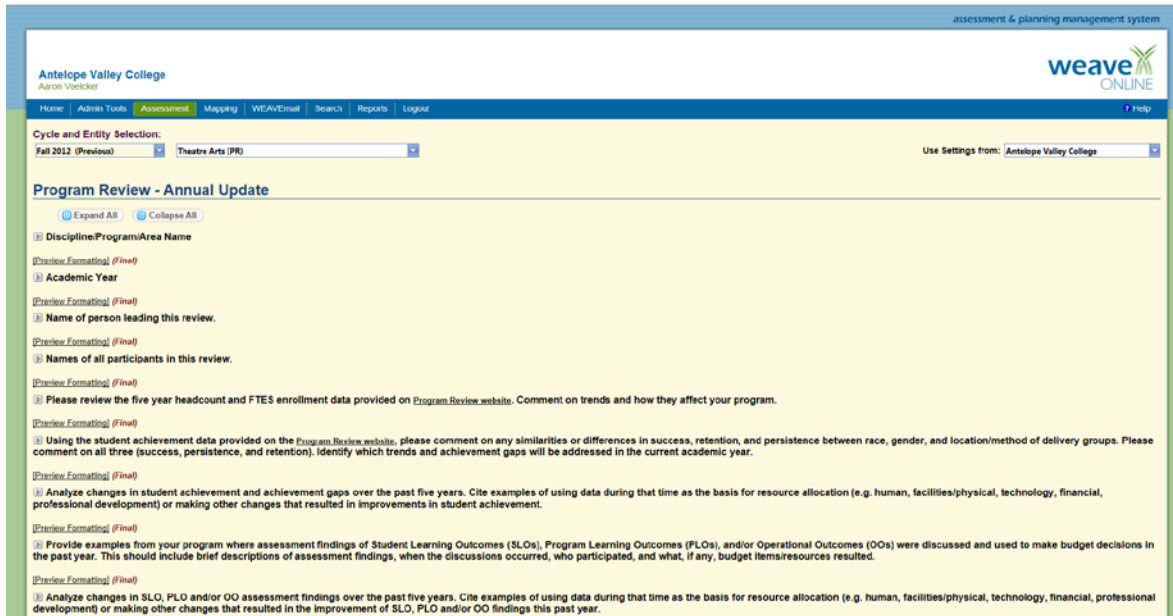 assessment & planning management system
weave
ONLINE
Antelope Valley College
Aaron Voelcker
Home Admin Tools Assessment Mapping WEAVEmail Search Reports Logout ? Help
Cycle and Entity Selection:
Fall 2012 (Previous) Theatre Arts (PR) Use Settings from: Antelope Valley College
Program Review - Annual Update
Expand All Collapse All
Discipline/Program/Area Name
[Preview Formating] (Final)
Academic Year
[Preview Formating] (Final)
Name of person leading this review.
[Preview Formating] (Final)
Names of all participants in this review.
[Preview Formating] (Final)
Please review the five year headcount and FTES enrollment data provided on Program Review website. Comment on trends and how they affect your program.
[Preview Formating] (Final)
Using the student achievement data provided on the Program Review website, please comment on any similarities or differences in success, retention, and persistence between race, gender, and location/method of delivery groups. Please
comment on all three (success, persistence, and retention). Identify which trends and achievement gaps will be addressed in the current academic year.
[Preview Formating] (Final)
Analyze changes in student achievement and achievement gaps over the past five years. Cite examples of using data during that time as the basis for resource allocation (e.g. human, facilities/physical, technology, financial,
professional development) or making other changes that resulted in improvements in student achievement.
[Preview Formating] (Final)
Provide examples from your program where assessment findings of Student Learning Outcomes (SLOs), Program Learning Outcomes (PLOs), and/or Operational Outcomes (OOs) were discussed and used to make budget decisions in
the past year. This should include brief descriptions of assessment findings, when the discussions occurred, who participated, and what, if any, budget items/resources resulted.
[Preview Formating] (Final)
Analyze changes in SLO, PLO and/or OO assessment findings over the past five years. Cite examples of using data during that time as the basis for resource allocation (e.g. human, facilities/physical, technology, financial, professional
development) or making other changes that resulted in the improvement of SLO, PLO and/or OO findings this past year.